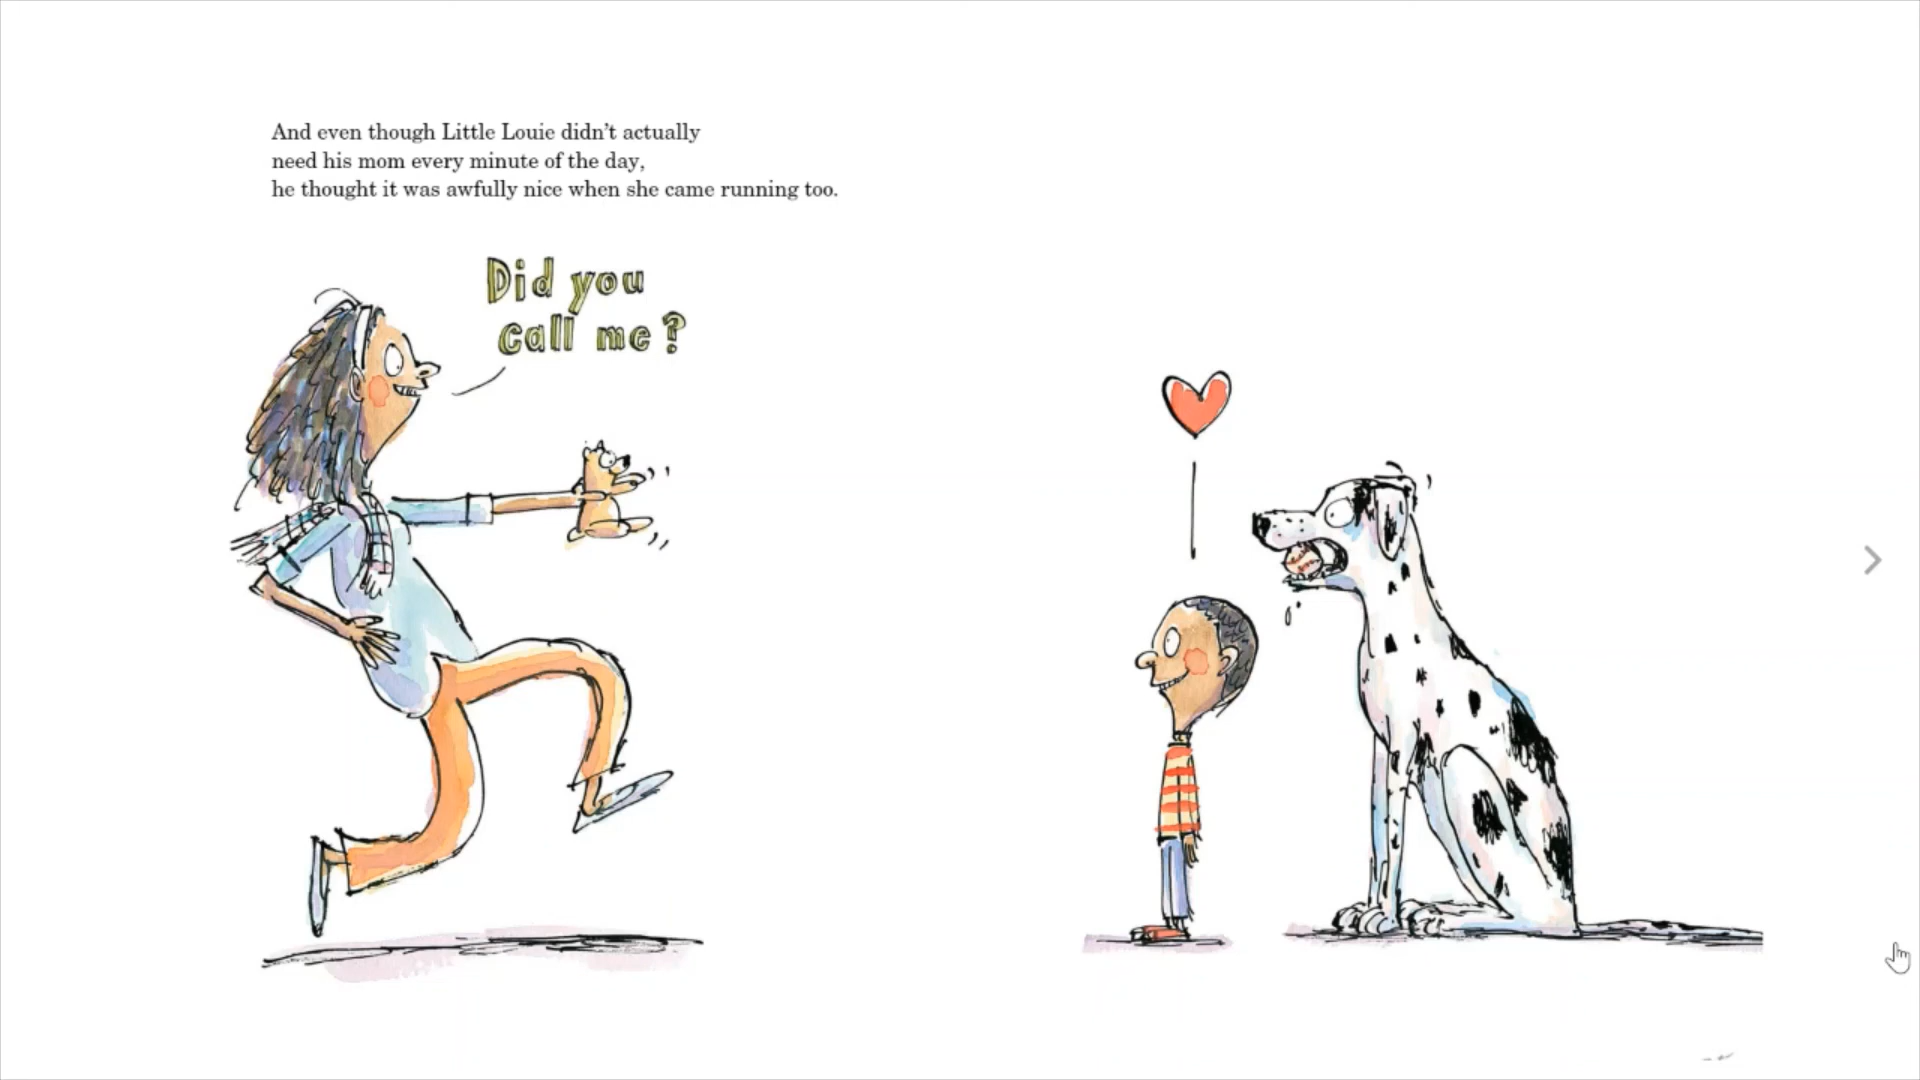 And even though Little Louie didn’t actually
need his mom every minute of the day,
he thought it was awfully nice when she came running too.
Did you
call me?